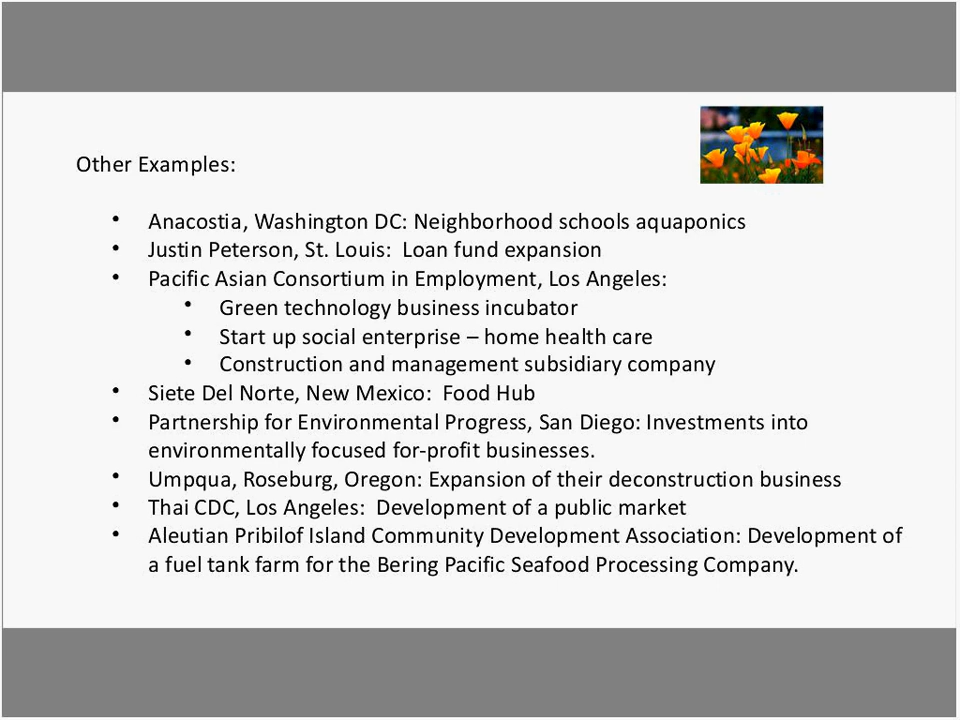 Other Examples:
• Anacostia, Washington DC: Neighborhood schools aquaponics
• Justin Peterson, St. Louis:  Loan fund expansion
• Pacific Asian Consortium in Employment, Los Angeles:
• Green technology business incubator
• Start up social enterprise – home health care
• Construction and management subsidiary company
• Siete Del Norte, New Mexico:  Food Hub
• Partnership for Environmental Progress, San Diego: Investments into
environmentally focused for-profit businesses.
• Umpqua, Roseburg, Oregon: Expansion of their deconstruction business
• Thai CDC, Los Angeles:  Development of a public market
• Aleutian Pribilof Island Community Development Association: Development of
a fuel tank farm for the Bering Pacific Seafood Processing Company.